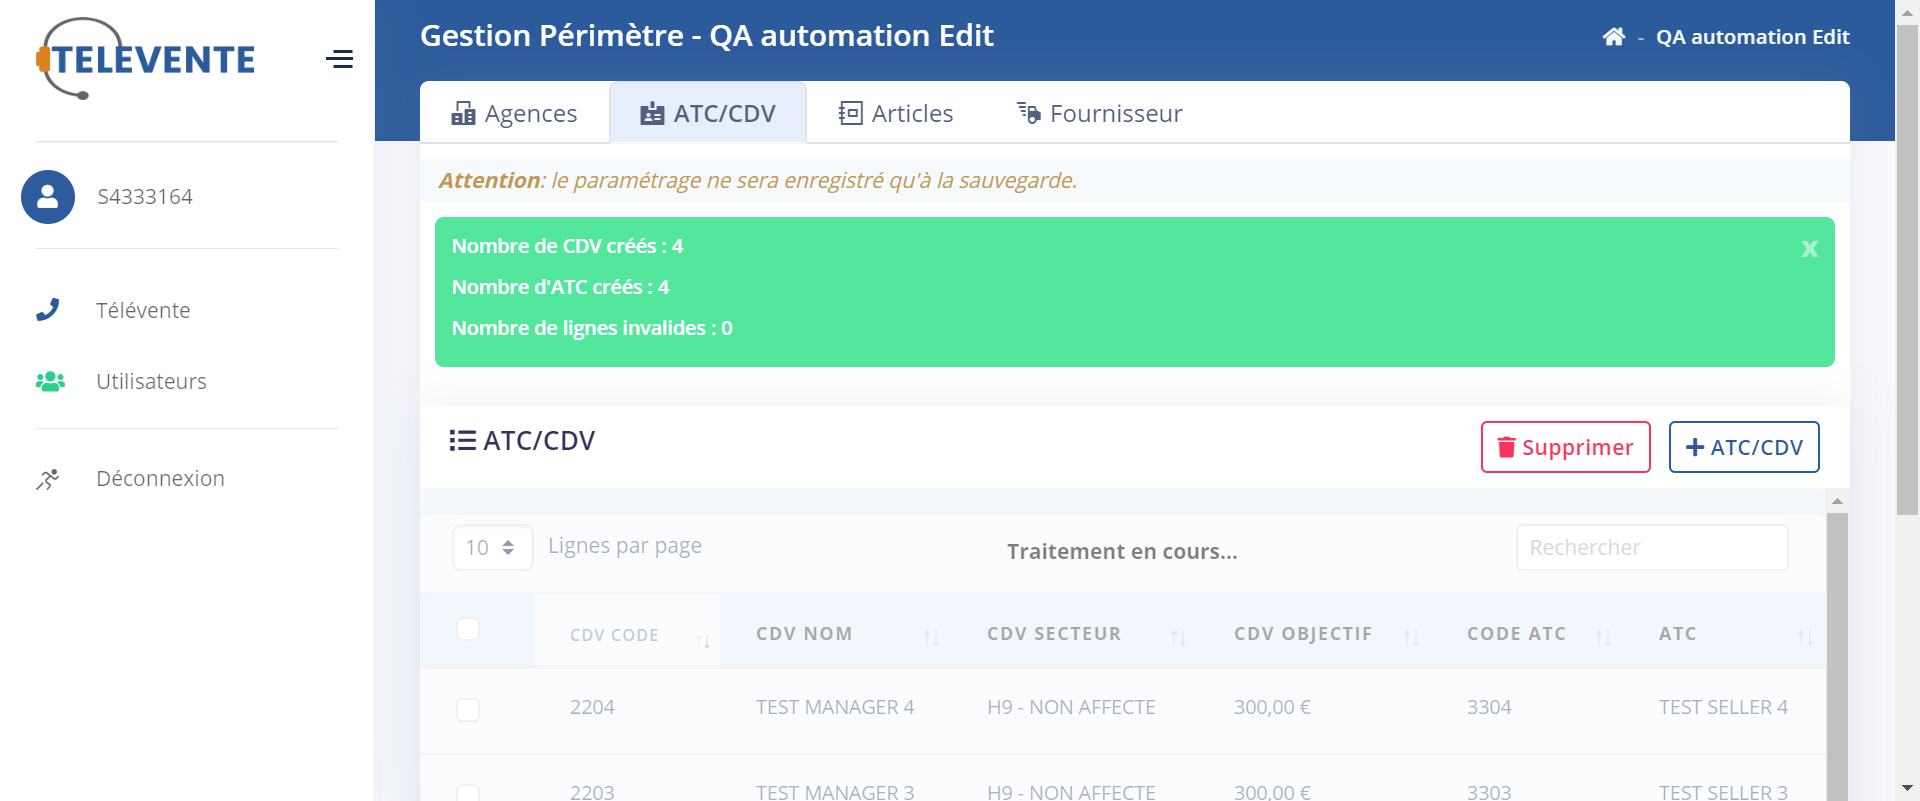 TELEVENTE
S4333164
Télévente
Utilisateurs
Déconnexion
Gestion Périmètre - QA automation Edit
- QA automation Edit
Agences
ATC/CDV
Articles
Fournisseur
Attention: le paramétrage ne sera enregistré qu'à la sauvegarde.
Nombre de CDV créés : 4
x
Nombre d'ATC créés : 4
Nombre de lignes invalides : 0
ATC/CDV
Supprimer
ATC/CDV
10 Lignes par page
Traitement en cours...
Rechercher
CDV CODE CDV NOM CDV SECTEUR CDV OBJECTIF CODE ATC ATC
2204 TEST MANAGER 4 H9 - NON AFFECTE 300,00 € 3304 TEST SELLER 4
2203 TEST MANAGER 3 H9 - NON AFFECTE 300,00 € 3303 TEST SELLER 3